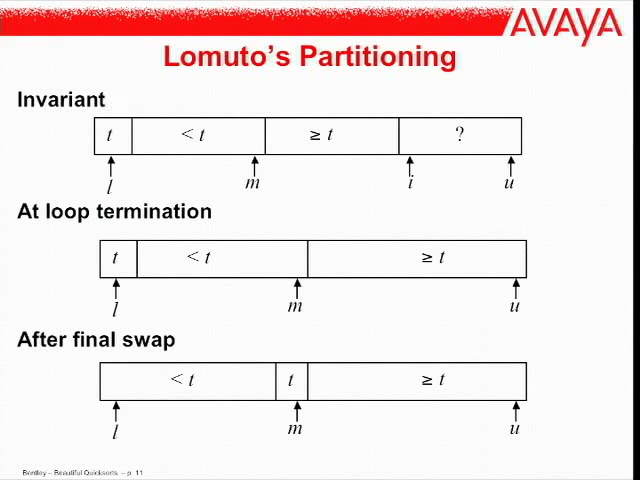 AVAYA
Lomuto's Partitioning
Invariant
t < t ≥ t ?
l m i u
At loop termination
t < t ≥ t
l m u
After final swap
< t t ≥ t
l m u
Bentley – Beautiful Quicksorts – p. 11